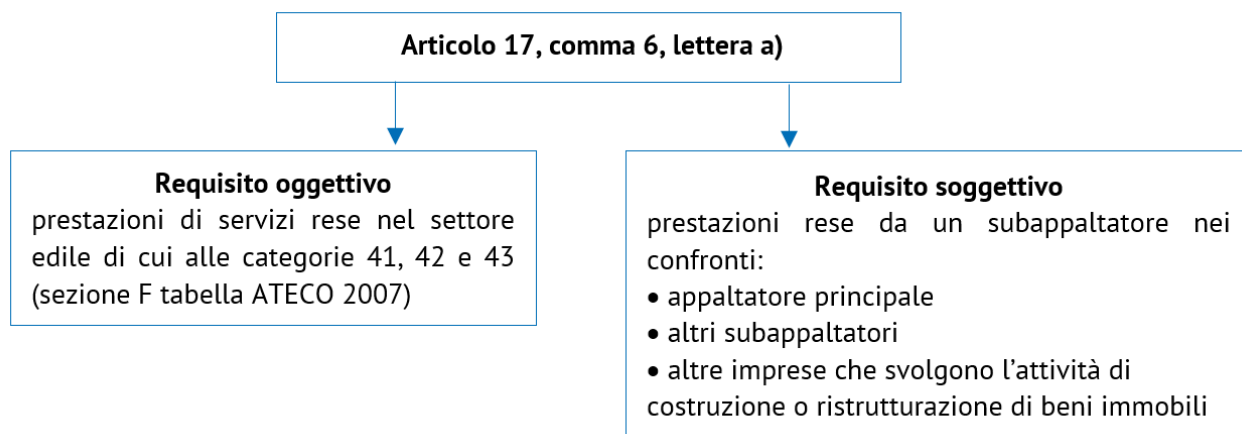 Articolo 17, comma 6, lettera a)
Requisito oggettivo
prestazioni di servizi rese nel settore
edile di cui alle categorie 41, 42 e 43
(sezione F tabella ATECO 2007)
Requisito soggettivo
prestazioni rese da un subappaltatore nei
confronti:
• appaltatore principale
• altri subappaltatori
• altre imprese che svolgono l’attività di
costruzione o ristrutturazione di beni immobili